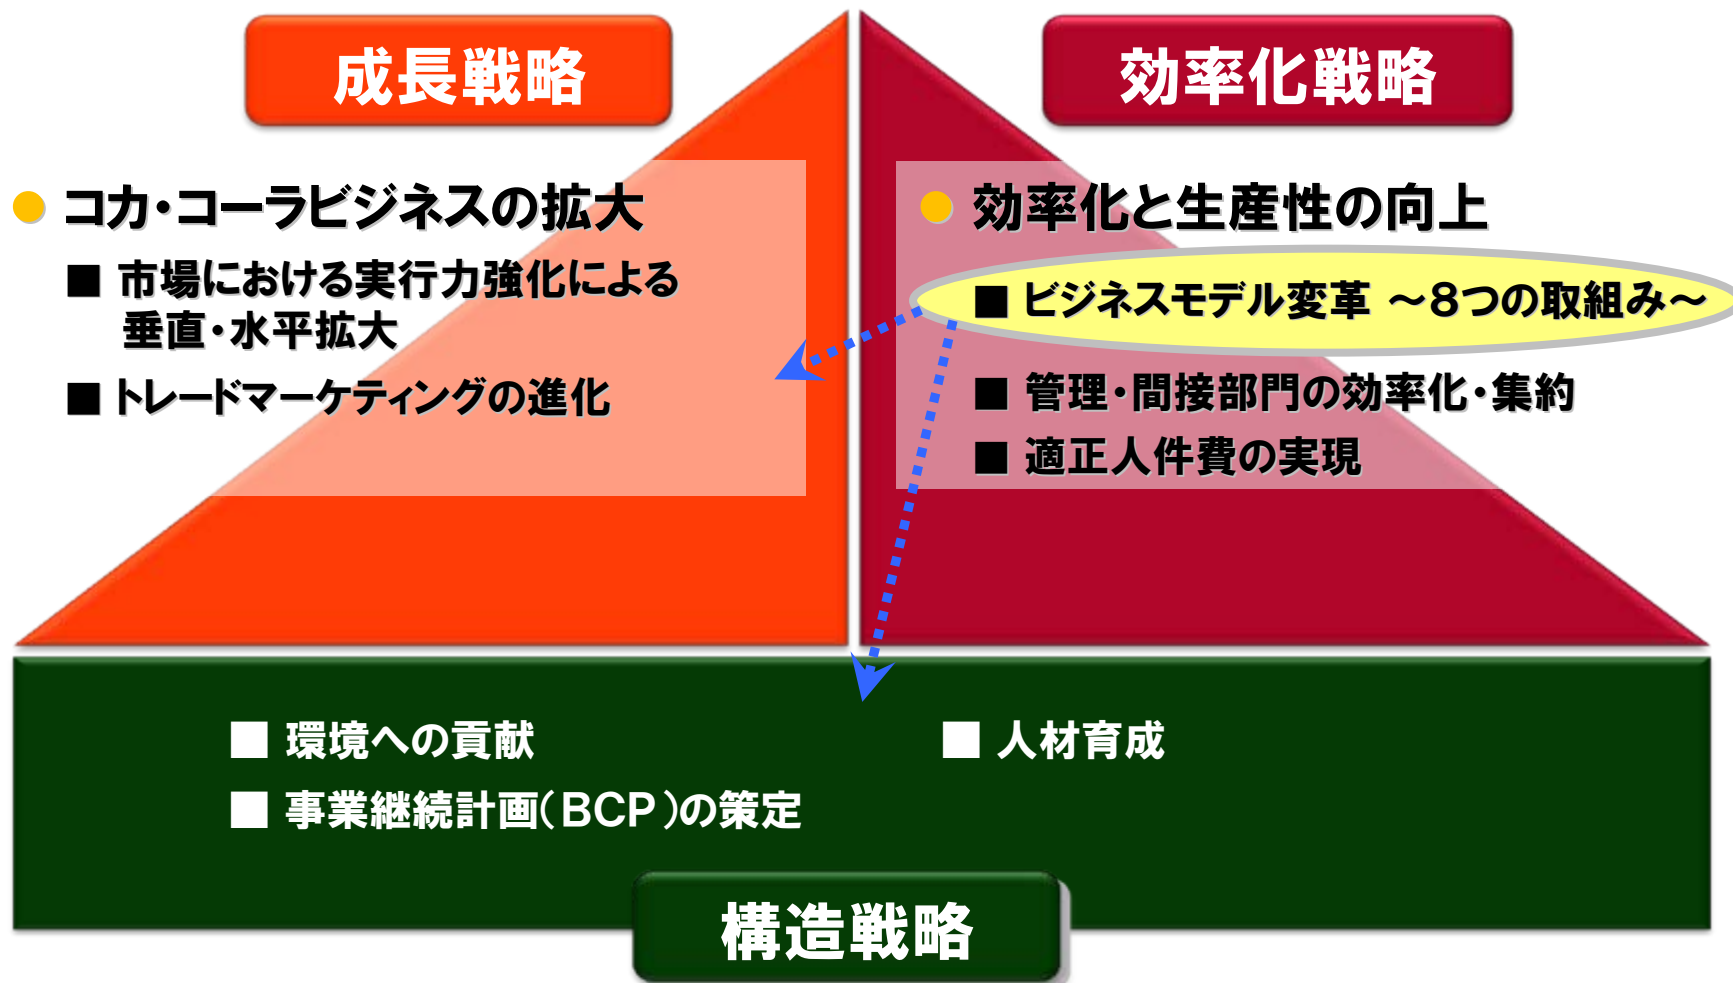 成長戦略
効率化戦略
● コカ・コーラビジネスの拡大
■ 市場における実行力強化による
垂直・水平拡大
■ トレードマーケティングの進化
● 効率化と生産性の向上
■ ビジネスモデル変革 ～8つの取組み～
■ 管理・間接部門の効率化・集約
■ 適正人件費の実現
■ 環境への貢献
■ 事業継続計画(BCP)の策定
■ 人材育成
構造戦略